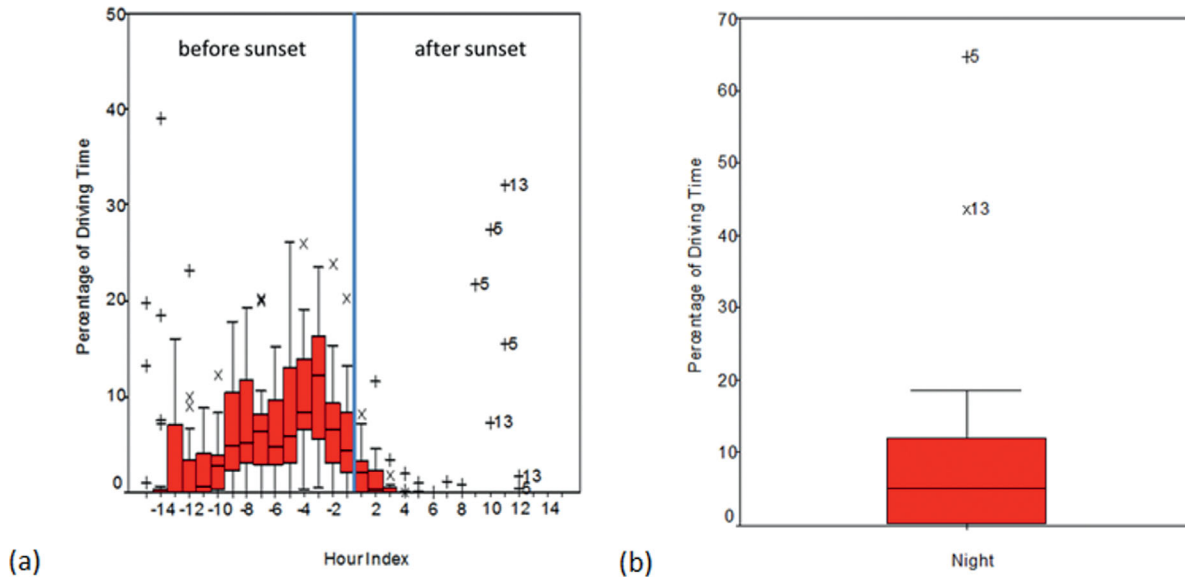 50
before sunset after sunset
40
30
20
10
0
+13
+5
+5
+5
+13
+13
+5
-14 -12 -10 -8 -6 -4 -2 2 4 6 8 10 12 14
Percentage of Driving Time
Hour Index
(a)
70
60
50
40
30
20
10
0
+5
x13
Percentage of Driving Time
Night
(b)